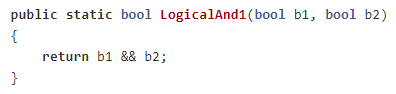 public static bool LogicalAnd1(bool b1, bool b2)
{
    return b1 && b2;
}